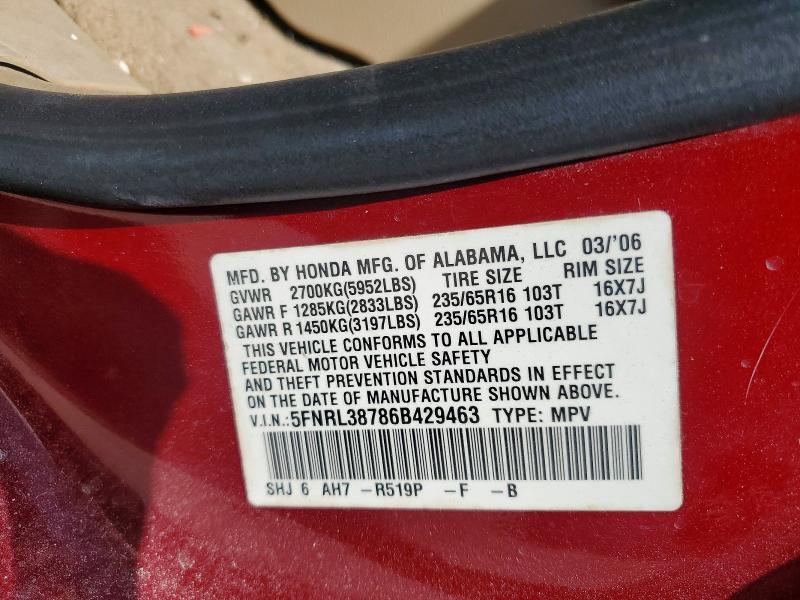 MFD. BY HONDA MFG. OF ALABAMA, LLC 03/'06
GVWR 2700KG(5952LBS) TIRE SIZE RIM SIZE
GAWR F 1285KG(2833LBS) 235/65R16 103T 16X7J
GAWR R 1450KG(3197LBS) 235/65R16 103T 16X7J
THIS VEHICLE CONFORMS TO ALL APPLICABLE
FEDERAL MOTOR VEHICLE SAFETY
AND THEFT PREVENTION STANDARDS IN EFFECT
ON THE DATE OF MANUFACTURE SHOWN ABOVE.
V.I.N.:5FNRL38786B429463 TYPE: MPV
SHJ 6 AH7 -R519P -F -B